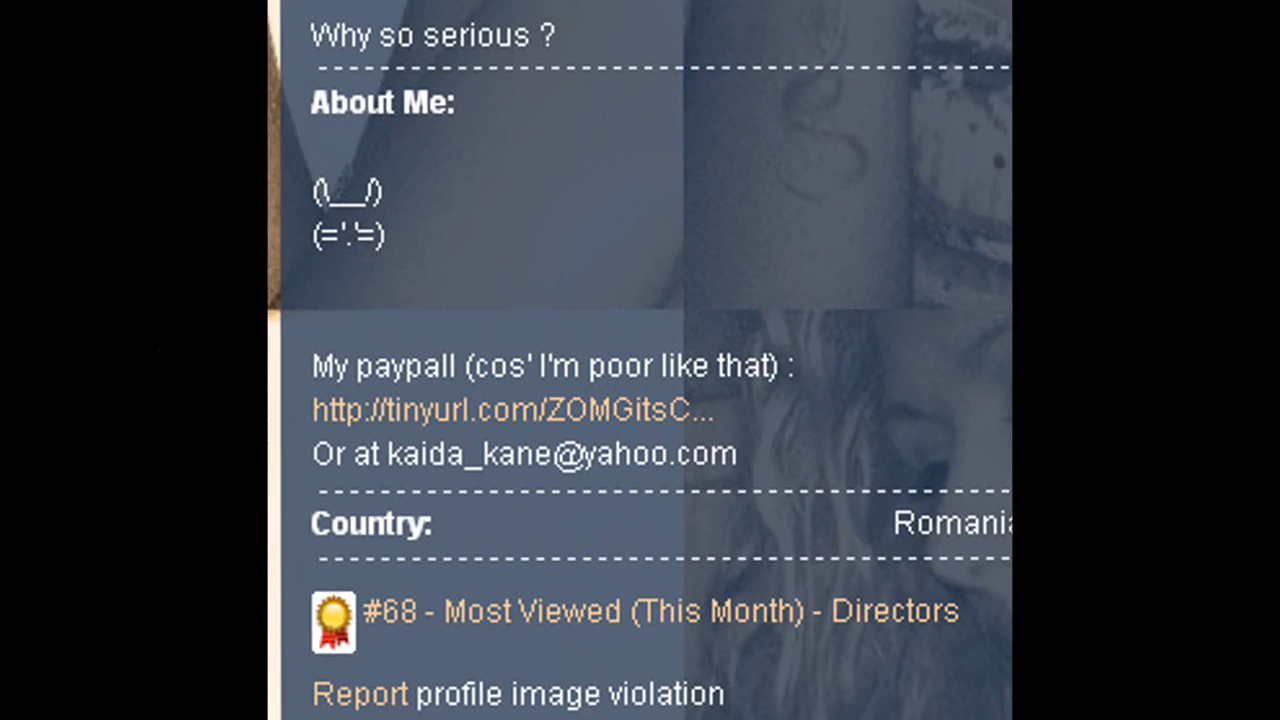 Why so serious ?
About Me:
(\__/)
(='.'=)
My paypall (cos' I'm poor like that) :
http://tinyurl.com/ZOMGitsC...
Or at kaida_kane@yahoo.com
Country: Romania
#68 - Most Viewed (This Month) - Directors
Report profile image violation